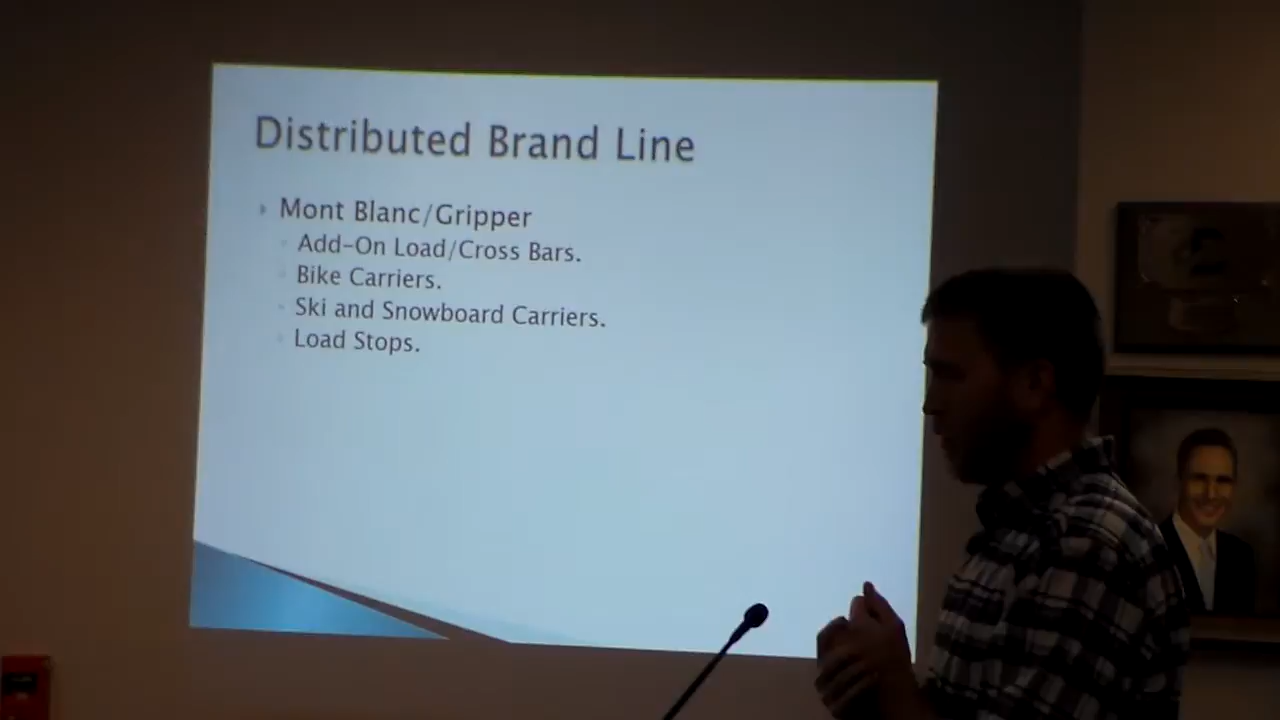 Distributed Brand Line
Mont Blanc/Gripper
Add-On Load/Cross Bars.
Bike Carriers.
Ski and Snowboard Carriers.
Load Stops.